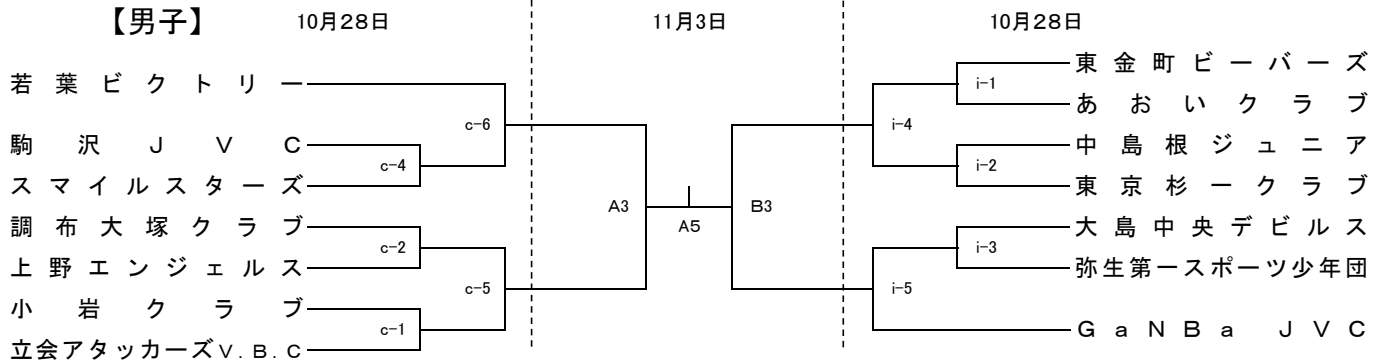 【男子】 10月28日 11月3日 10月28日
若葉ビクトリー
駒沢JVC
スマイルスターズ
調布大塚クラブ
上野エンジェルス
小岩クラブ
立会アタッカーズV.B.C
c-6
c-4
c-2
c-5
c-1
A3
A5
B3
i-4
i-5
i-1
i-2
i-3
東金町ビーバーズ
あおいクラブ
中島根ジュニア
東京杉一クラブ
大島中央デビルス
弥生第一スポーツ少年団
GaNBa JVC